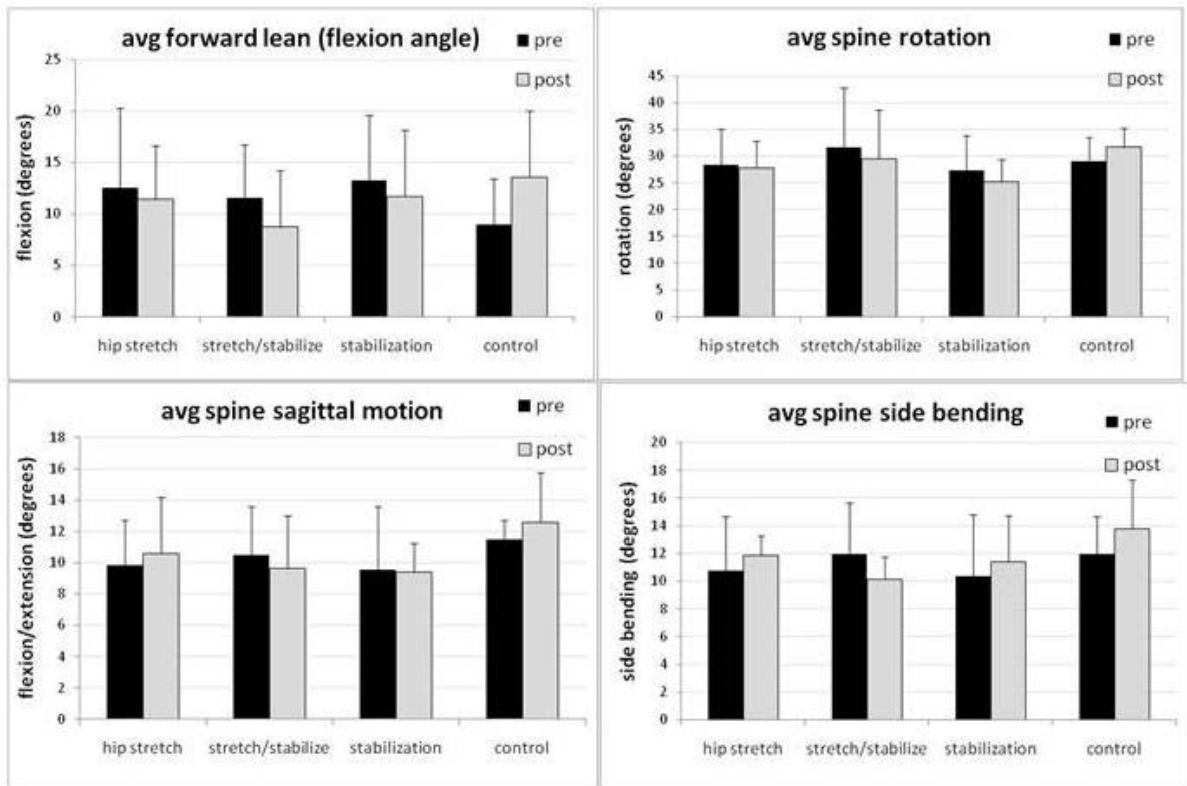 avg forward lean (flexion angle)
pre
post
flexion (degrees)
25
20
15
10
5
0
hip stretch stretch/stabilize stabilization control
avg spine rotation
pre
post
rotation (degrees)
45
40
35
30
25
20
15
10
5
0
hip stretch stretch/stabilize stabilization control
avg spine sagittal motion
pre
post
flexion/extension (degrees)
18
16
14
12
10
8
6
4
2
0
hip stretch stretch/stabilize stabilization control
avg spine side bending
pre
post
side bending (degrees)
20
18
16
14
12
10
8
6
4
2
0
hip stretch stretch/stabilize stabilization control